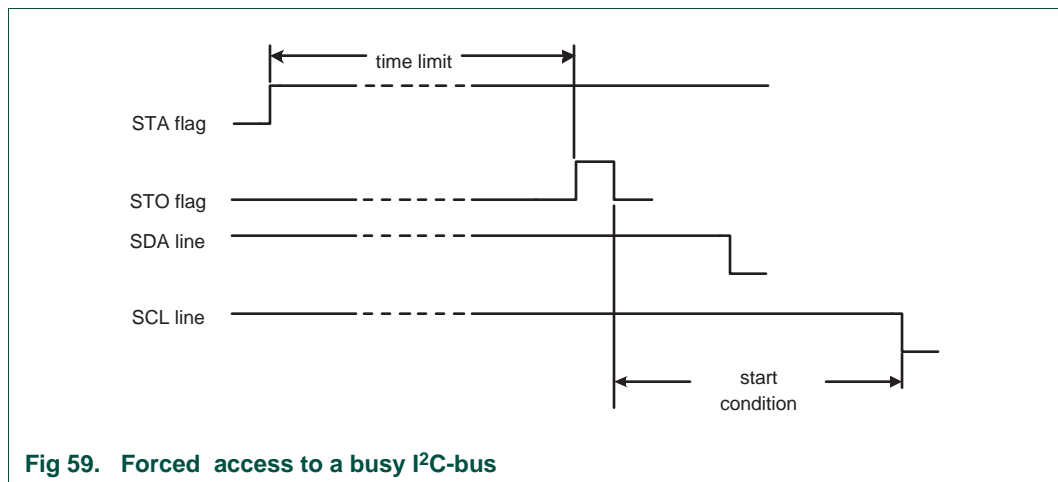 time limit
STA flag
STO flag
SDA line
SCL line
start
condition
Fig 59. Forced access to a busy I²C-bus